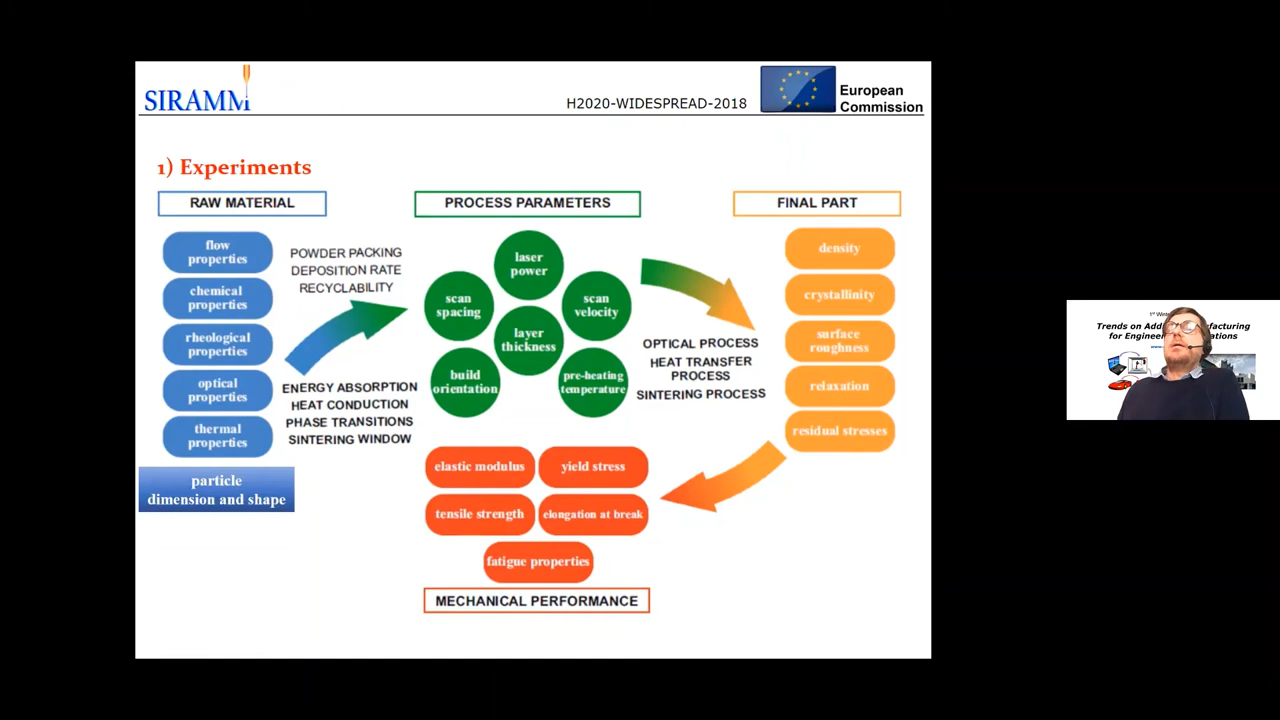 SIRAMM
H2020-WIDESPREAD-2018
European
Commission
1) Experiments
RAW MATERIAL
flow
properties
chemical
properties
rheological
properties
optical
properties
thermal
properties
particle
dimension and shape
POWDER PACKING
DEPOSITION RATE
RECYCLABILITY
ENERGY ABSORPTION
HEAT CONDUCTION
PHASE TRANSITIONS
SINTERING WINDOW
PROCESS PARAMETERS
laser
power
scan
spacing
scan
velocity
layer
thickness
build
orientation
pre-heating
temperature
OPTICAL PROCESS
HEAT TRANSFER
PROCESS
SINTERING PROCESS
FINAL PART
density
crystallinity
surface
roughness
relaxation
residual stresses
elastic modulus
yield stress
tensile strength
elongation at break
fatigue properties
MECHANICAL PERFORMANCE
1st
Trends on
for